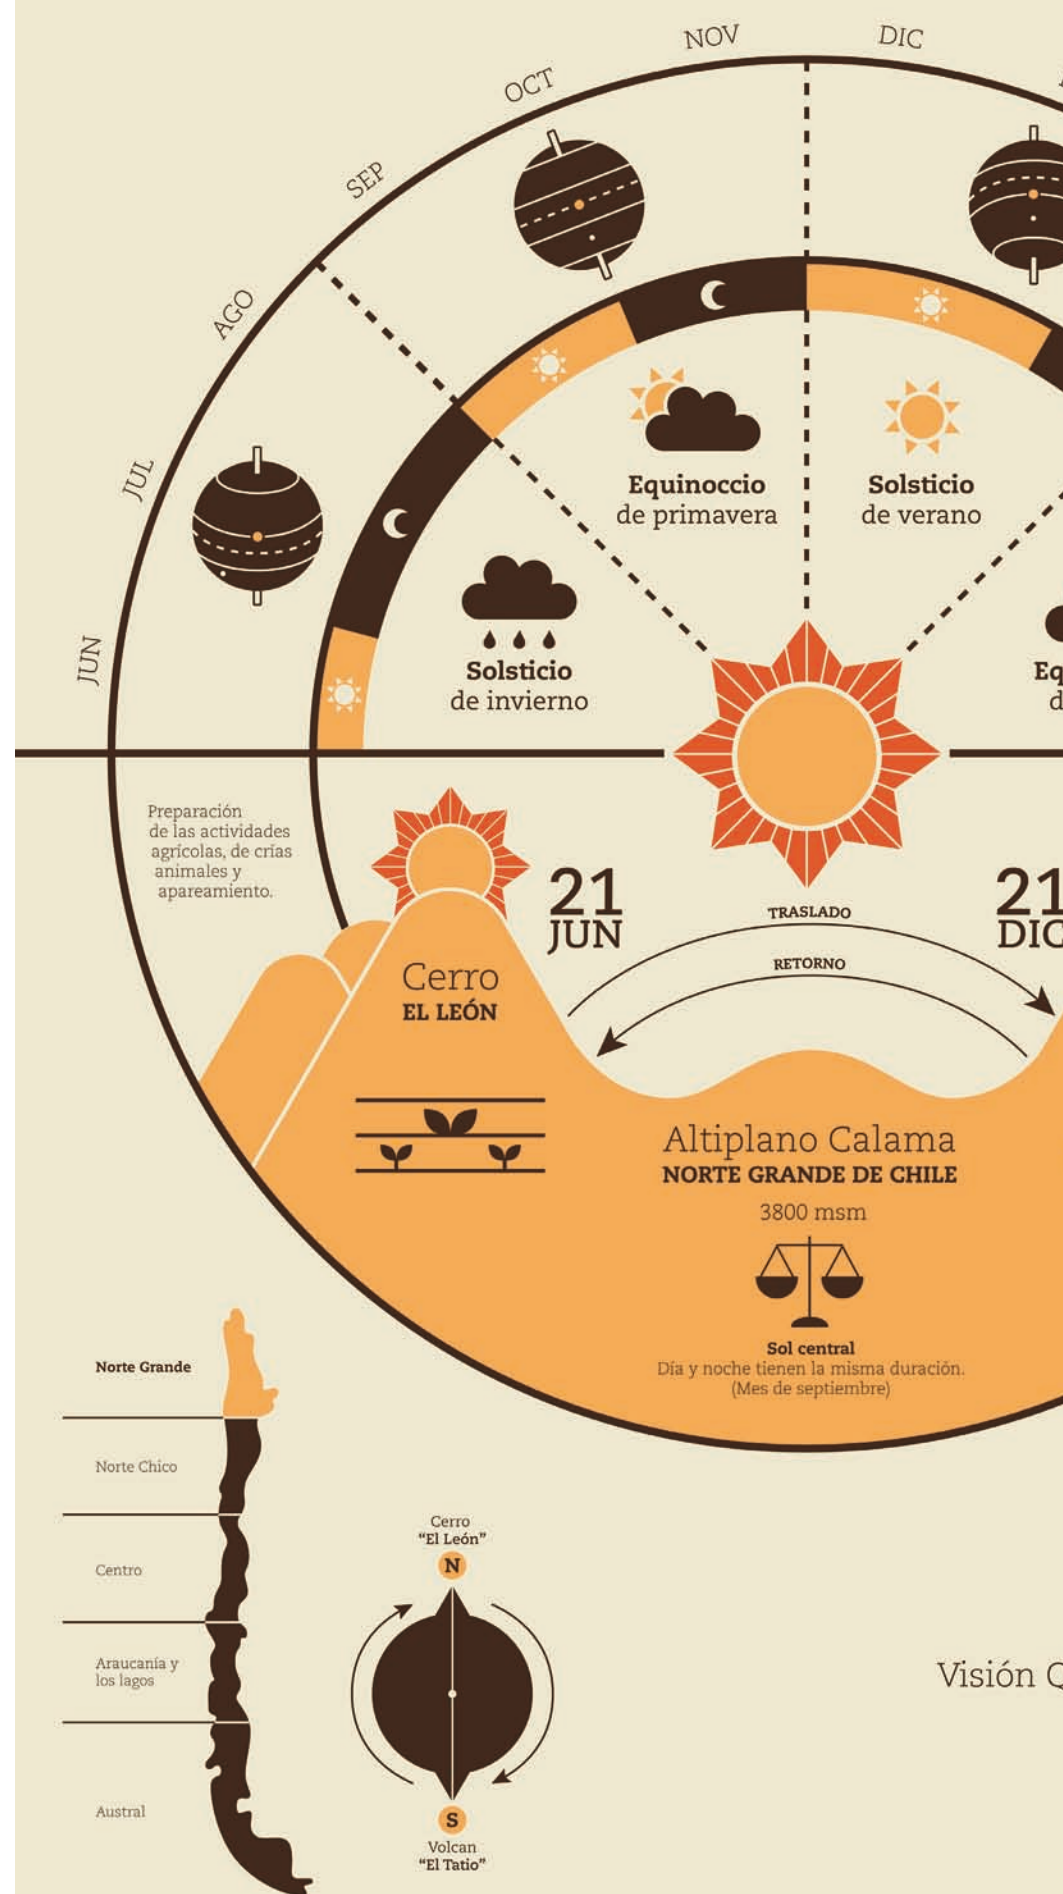 NOV
DIC
OCT
SEP
AGO
JUL
JUN
Equinoccio
de primavera
Solsticio
de verano
Solsticio
de invierno
Eq
d
Preparación
de las actividades
agrícolas, de crías
animales y
apareamiento.
21
JUN
21
DIC
TRASLADO
RETORNO
Cerro
EL LEÓN
Altiplano Calama
NORTE GRANDE DE CHILE
3800 msm
Sol central
Día y noche tienen la misma duración.
(Mes de septiembre)
Norte Grande
Norte Chico
Centro
Araucanía y
los lagos
Austral
Cerro
"El León"
N
S
Volcan
"El Tatio"
Visión Q